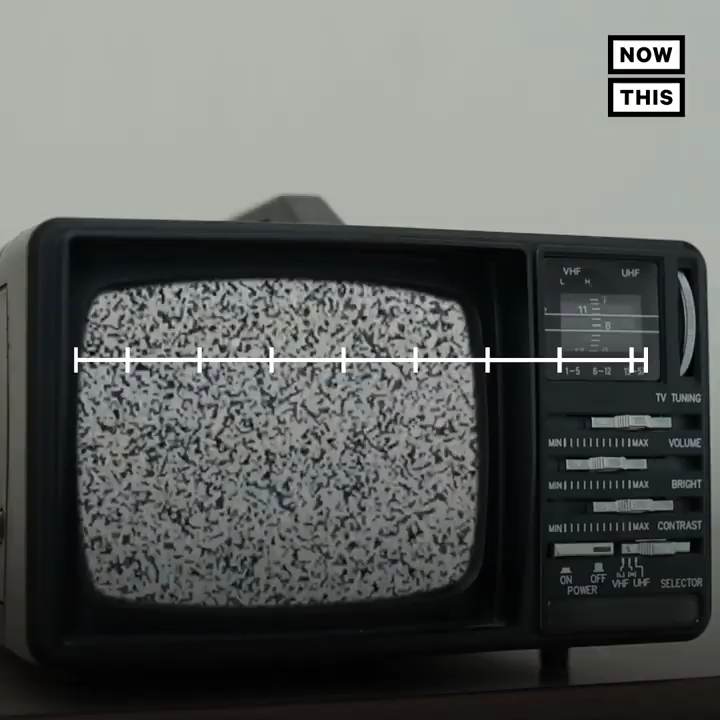 NOW
THIS
VHF UHF
L H
7
11
8
1-5 6-12
TV TUNING
MIN MAX VOLUME
MIN MAX BRIGHT
MIN MAX CONTRAST
ON OFF VHF UHF SELECTOR
POWER